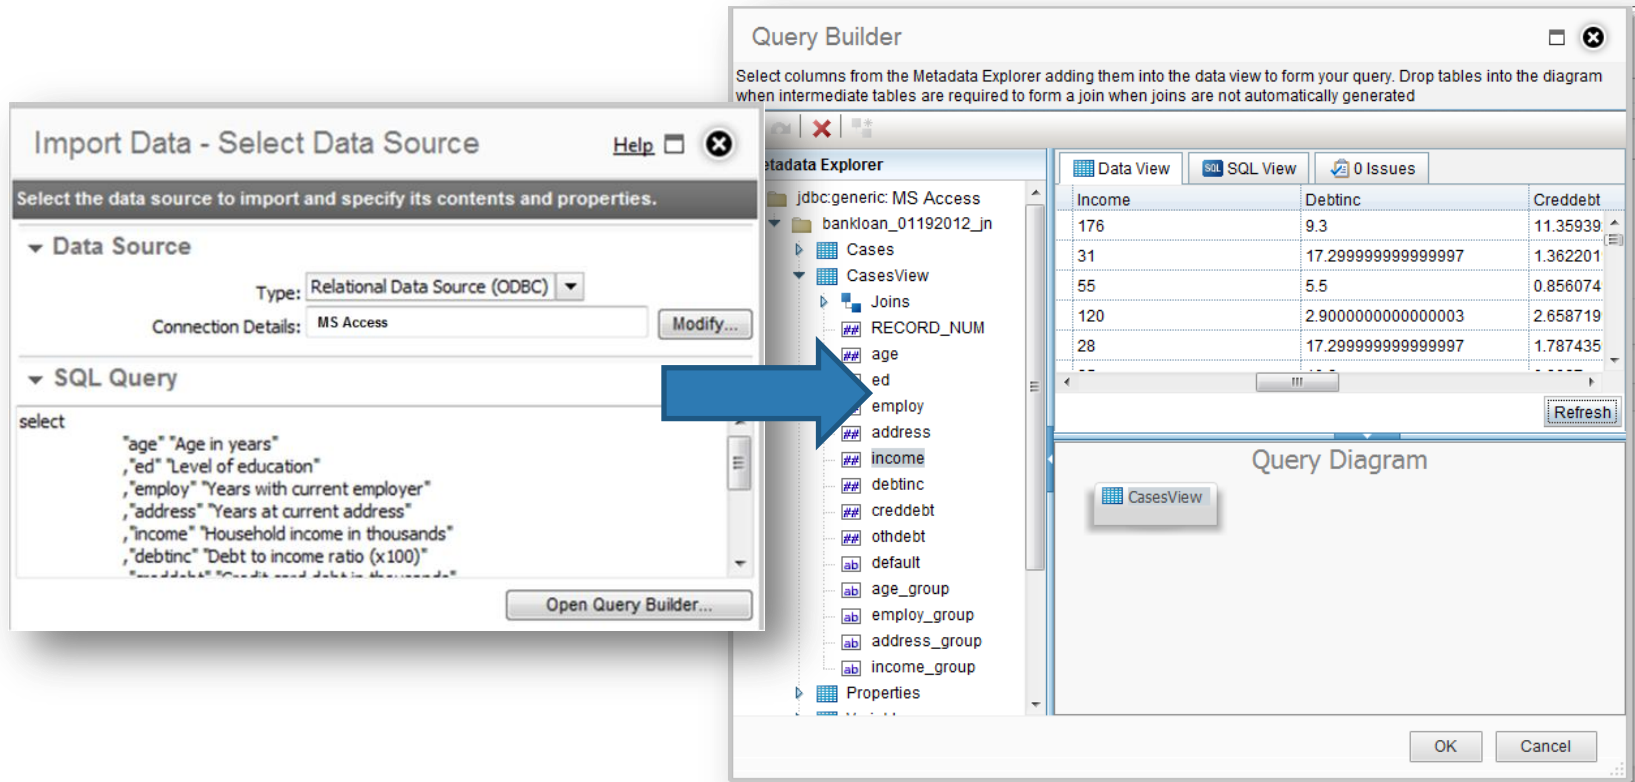 Import Data - Select Data Source
Help
Select the data source to import and specify its contents and properties.
Data Source
Type: Relational Data Source (ODBC)
Connection Details: MS Access
Modify...
SQL Query
select
"age" "Age in years"
,"ed" "Level of education"
,"employ" "Years with current employer"
,"address" "Years at current address"
,"income" "Household income in thousands"
,"debtinc" "Debt to income ratio (x100)"
Open Query Builder...
Query Builder
Select columns from the Metadata Explorer adding them into the data view to form your query. Drop tables into the diagram
when intermediate tables are required to form a join when joins are not automatically generated
etadata Explorer
jdbc:generic: MS Access
bankloan_01192012_jn
Cases
CasesView
Joins
## RECORD_NUM
## age
ed
employ
## address
## income
## debtinc
## creddebt
## othdebt
ab default
ab age_group
ab employ_group
ab address_group
ab income_group
Properties
Data View
SQL SQL View
0 Issues
Income Debtinc Creddebt
176 9.3 11.35939
31 17.299999999999997 1.362201
55 5.5 0.856074
120 2.9000000000000003 2.658719
28 17.299999999999997 1.787435
Refresh
Query Diagram
CasesView
OK
Cancel